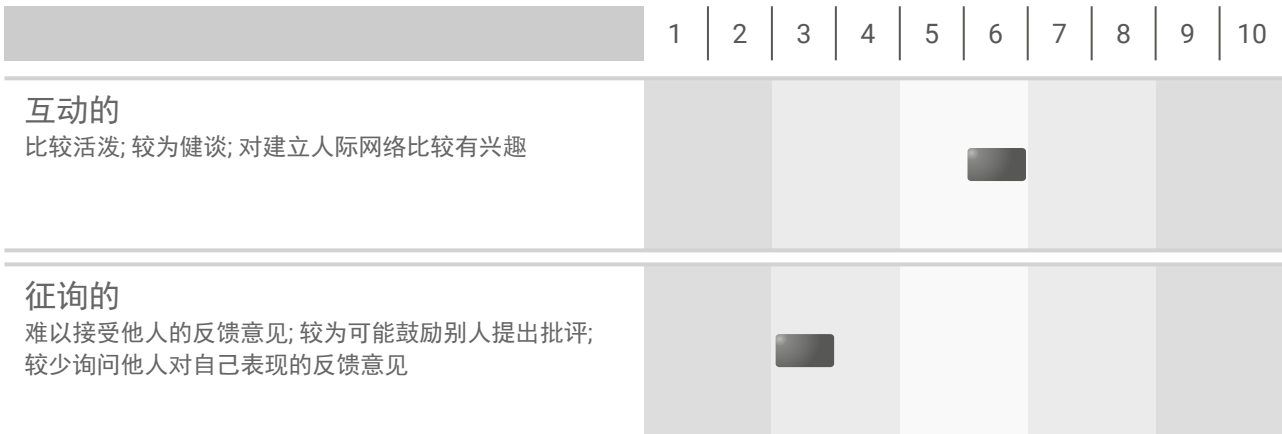 1 2 3 4 5 6 7 8 9 10
互动的
比较活泼; 较为健谈; 对建立人际网络比较有兴趣
征询的
难以接受他人的反馈意见; 较为可能鼓励别人提出批评;
较少询问他人对自己表现的反馈意见